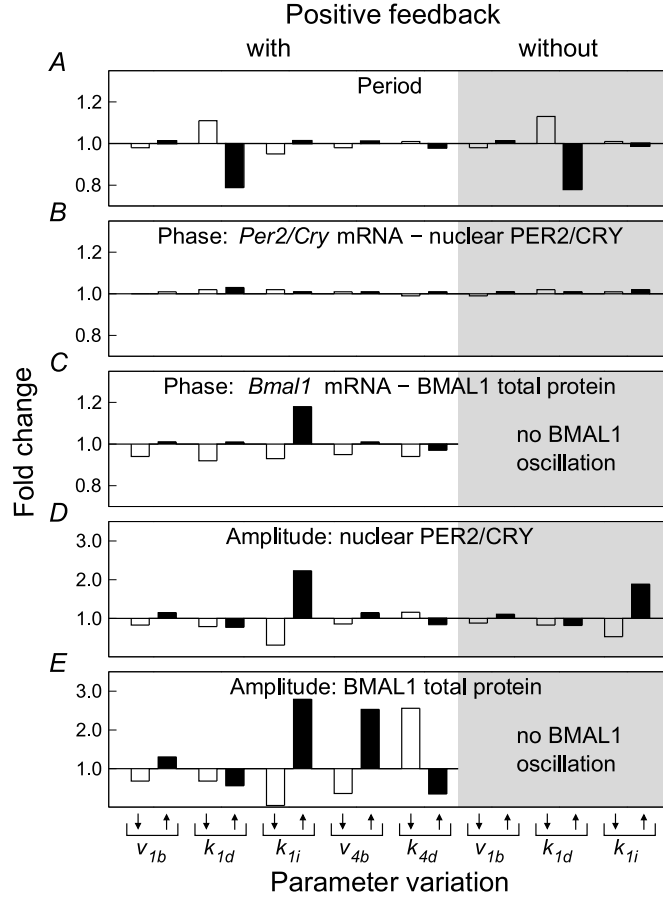 Positive feedback
with without
A
Period
1.2
1.0
0.8
B
Phase: Per2/Cry mRNA – nuclear PER2/CRY
1.2
1.0
0.8
C
Phase: Bmal1 mRNA – BMAL1 total protein
1.2
1.0
0.8
no BMAL1
oscillation
D
Amplitude: nuclear PER2/CRY
3.0
2.0
1.0
E
Amplitude: BMAL1 total protein
3.0
2.0
1.0
no BMAL1
oscillation
Fold change
↓ ↑ ↓ ↑ ↓ ↑ ↓ ↑ ↓ ↑ ↓ ↑ ↓ ↑ ↓ ↑
v1b k1d k1i v4b k4d v1b k1d k1i
Parameter variation